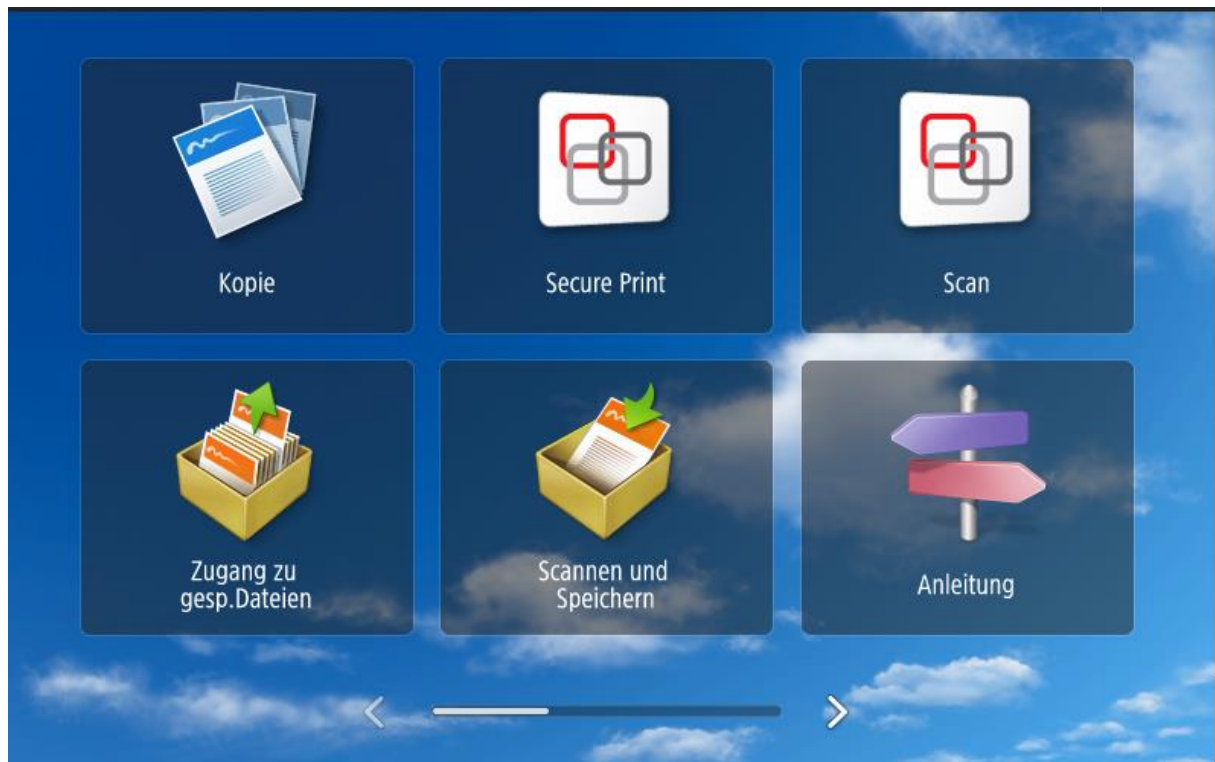 Kopie
Secure Print
Scan
Zugang zu
gesp.Dateien
Scannen und
Speichern
Anleitung